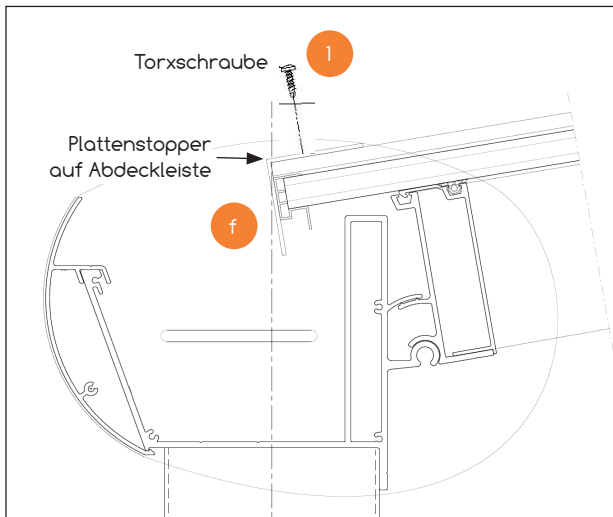 Torxschraube
1
Plattenstopper
auf Abdeckleiste
f